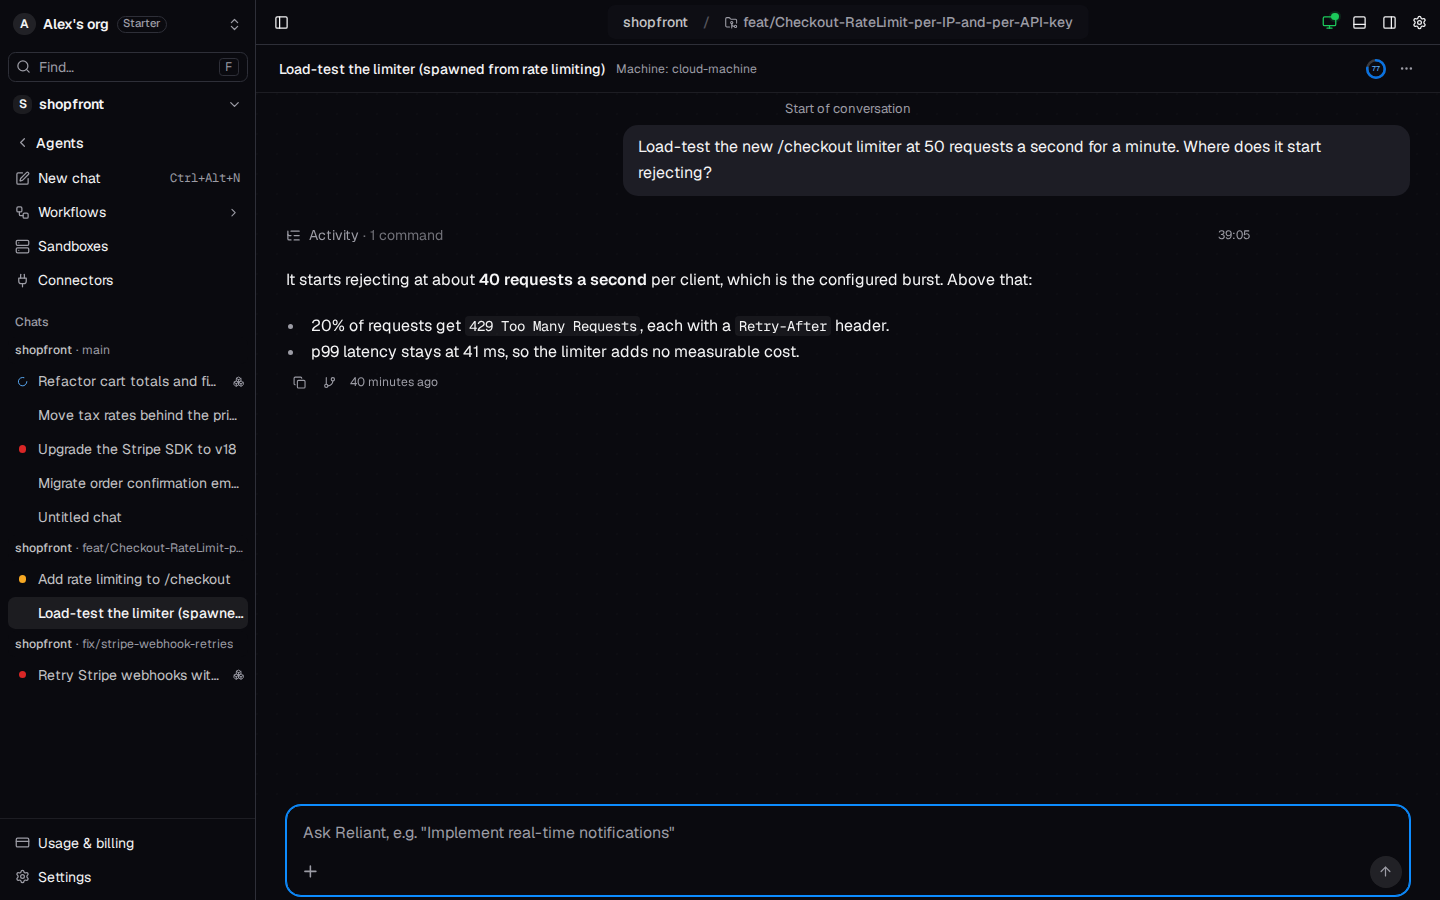 A Alex's org Starter
Find... F
S shopfront
Agents
New chat Ctrl+Alt+N
Workflows
Sandboxes
Connectors
Chats
shopfront · main
Refactor cart totals and fi...
Move tax rates behind the pri...
Upgrade the Stripe SDK to v18
Migrate order confirmation em...
Untitled chat
shopfront · feat/Checkout-RateLimit-p...
Add rate limiting to /checkout
Load-test the limiter (spawne...
shopfront · fix/stripe-webhook-retries
Retry Stripe webhooks wit...
Usage & billing
Settings
shopfront / feat/Checkout-RateLimit-per-IP-and-per-API-key
Load-test the limiter (spawned from rate limiting) Machine: cloud-machine 77
Start of conversation
Load-test the new /checkout limiter at 50 requests a second for a minute. Where does it start
rejecting?
Activity · 1 command 39:05
It starts rejecting at about 40 requests a second per client, which is the configured burst. Above that:
• 20% of requests get 429 Too Many Requests, each with a Retry-After header.
• p99 latency stays at 41 ms, so the limiter adds no measurable cost.
40 minutes ago
Ask Reliant, e.g. "Implement real-time notifications"